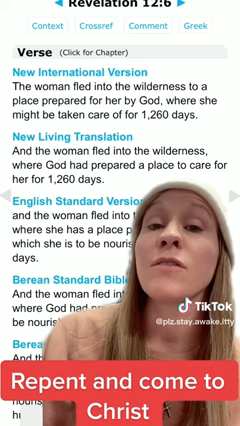 Revelation 12:6
Context
Crossref
Comment
Greek
Verse (Click for Chapter)
New International Version
The woman fled into the wilderness to a
place prepared for her by God, where she
might be taken care of for 1,260 days.
New Living Translation
And the woman fled into the wilderness,
where God had prepared a place to care for
her for 1,260 days.
English Standard Versio
and the woman fled into
where she has a place p
which she is to be nouris
days.
Berean Standard Bibl
And the woman fled int
where God had
be nouris
Berea
And th
TikTok
@plz.stay.awake.itty
Repent and come to
Christ